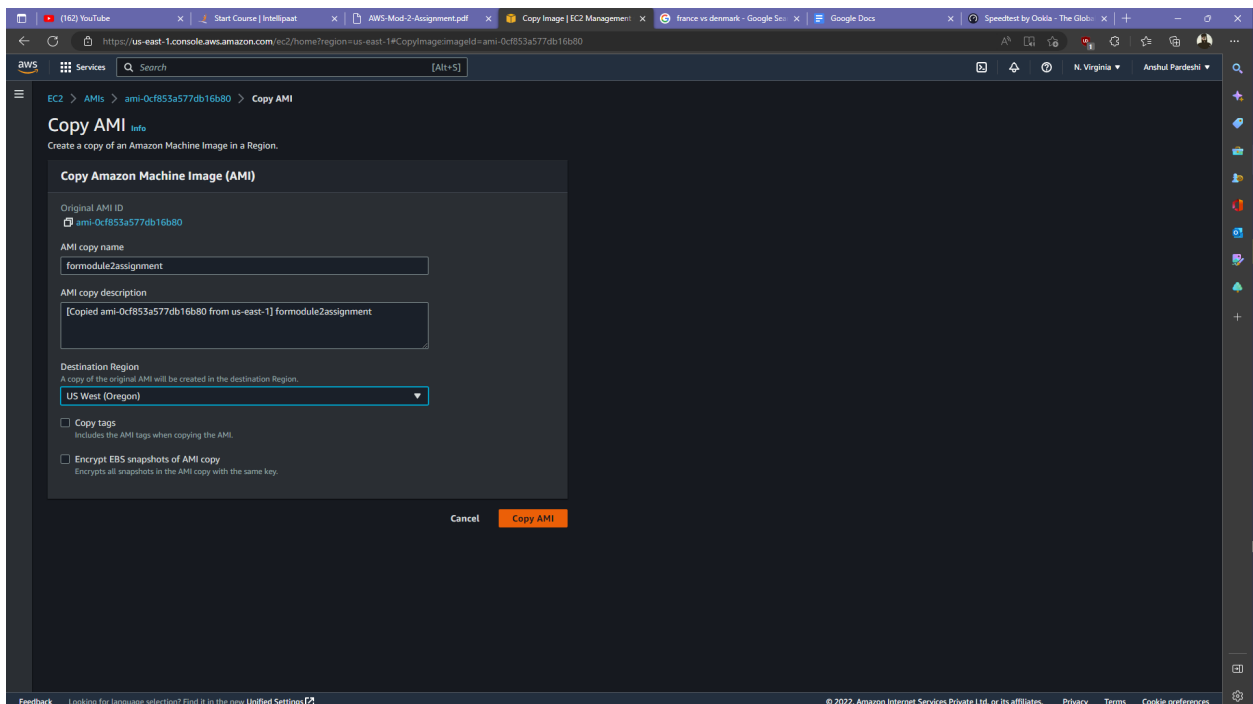 (162) YouTube
Start Course | Intellipaat
AWS-Mod-2-Assignment.pdf
Copy Image | EC2 Management
france vs denmark - Google Sea
Google Docs
Speedtest by Ookla - The Globa
https://us-east-1.console.aws.amazon.com/ec2/home?region=us-east-1#CopyImage:imageId=ami-0cf853a577db16b80
aws
Services
Search
[Alt+S]
N. Virginia
Anshul Pardeshi
EC2 > AMIs > ami-0cf853a577db16b80 > Copy AMI
Copy AMI Info
Create a copy of an Amazon Machine Image in a Region.
Copy Amazon Machine Image (AMI)
Original AMI ID
ami-0cf853a577db16b80
AMI copy name
formodule2assignment
AMI copy description
[Copied ami-0cf853a577db16b80 from us-east-1] formodule2assignment
Destination Region
A copy of the original AMI will be created in the destination Region.
US West (Oregon)
Copy tags
Includes the AMI tags when copying the AMI.
Encrypt EBS snapshots of AMI copy
Encrypts all snapshots in the AMI copy with the same key.
Cancel
Copy AMI
Feedback
Looking for language selection? Find it in the new Unified Settings
© 2022, Amazon Internet Services Private Ltd. or its affiliates.
Privacy
Terms
Cookie preferences